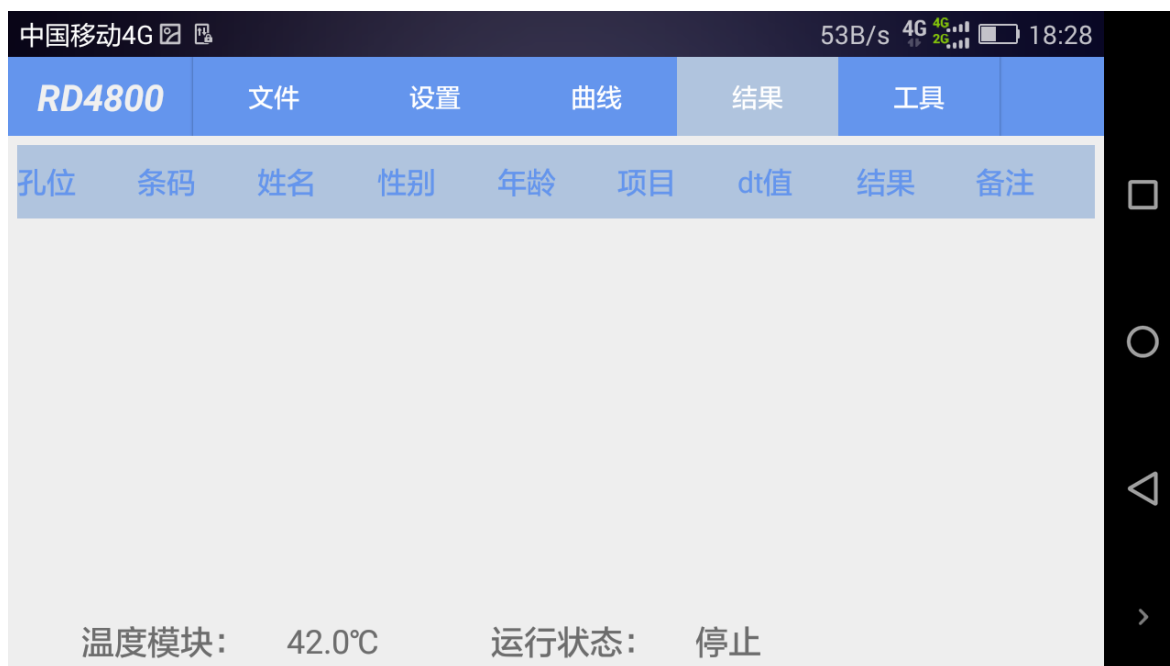 中国移动4G 53B/s 4G 4G 2G 18:28
RD4800 文件 设置 曲线 结果 工具
孔位 条码 姓名 性别 年龄 项目 dt值 结果 备注
温度模块： 42.0℃ 运行状态： 停止